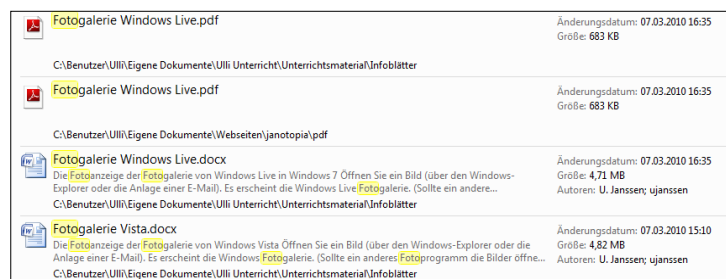 Fotogalerie Windows Live.pdf
Änderungsdatum: 07.03.2010 16:35
Größe: 683 KB
C:\Benutzer\Ulli\Eigene Dokumente\Ulli Unterricht\Unterrichtsmaterial\Infoblätter
Fotogalerie Windows Live.pdf
Änderungsdatum: 07.03.2010 16:35
Größe: 683 KB
C:\Benutzer\Ulli\Eigene Dokumente\Webseiten\janotopia\pdf
Fotogalerie Windows Live.docx
Änderungsdatum: 07.03.2010 16:35
Die Fotoanzeige der Fotogalerie von Windows Live in Windows 7 Öffnen Sie ein Bild (über den Windows-
Größe: 4,71 MB
Explorer oder die Anlage einer E-Mail). Es erscheint die Windows Live Fotogalerie. (Sollte ein andere...
Autoren: U. Janssen; ujanssen
C:\Benutzer\Ulli\Eigene Dokumente\Ulli Unterricht\Unterrichtsmaterial\Infoblätter
Fotogalerie Vista.docx
Änderungsdatum: 07.03.2010 15:10
Die Fotoanzeige der Fotogalerie von Windows Vista Öffnen Sie ein Bild (über den Windows-Explorer oder die
Größe: 4,82 MB
Anlage einer E-Mail). Es erscheint die Windows Fotogalerie. (Sollte ein anderes Fotoprogramm die Bilder öffne...
Autoren: U. Janssen; ujanssen
C:\Benutzer\Ulli\Eigene Dokumente\Ulli Unterricht\Unterrichtsmaterial\Infoblätter